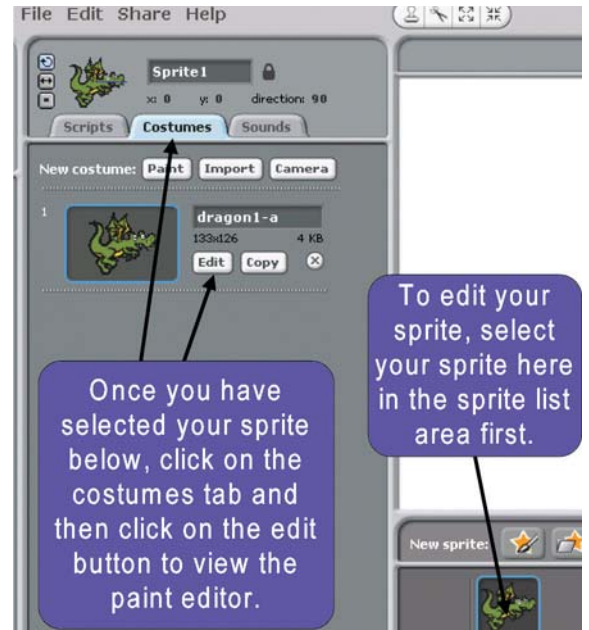 File Edit Share Help
Sprite1
x: 0 y: 0 direction: 90
Scripts Costumes Sounds
New costume: Paint Import Camera
1
dragon1-a
133x126 4 KB
Edit Copy
To edit your
sprite, select
your sprite here
in the sprite list
area first.
Once you have
selected your sprite
below, click on the
costumes tab and
then click on the edit
button to view the
paint editor.
New sprite: